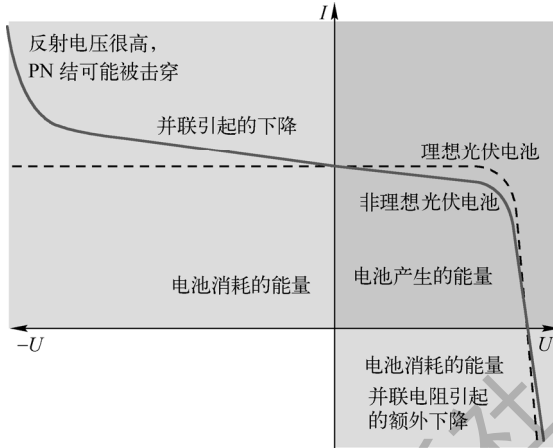 I
反射电压很高，
PN 结可能被击穿
并联引起的下降
理想光伏电池
非理想光伏电池
电池消耗的能量
电池产生的能量
-U
U
电池消耗的能量
并联电阻引起
的额外下降
社